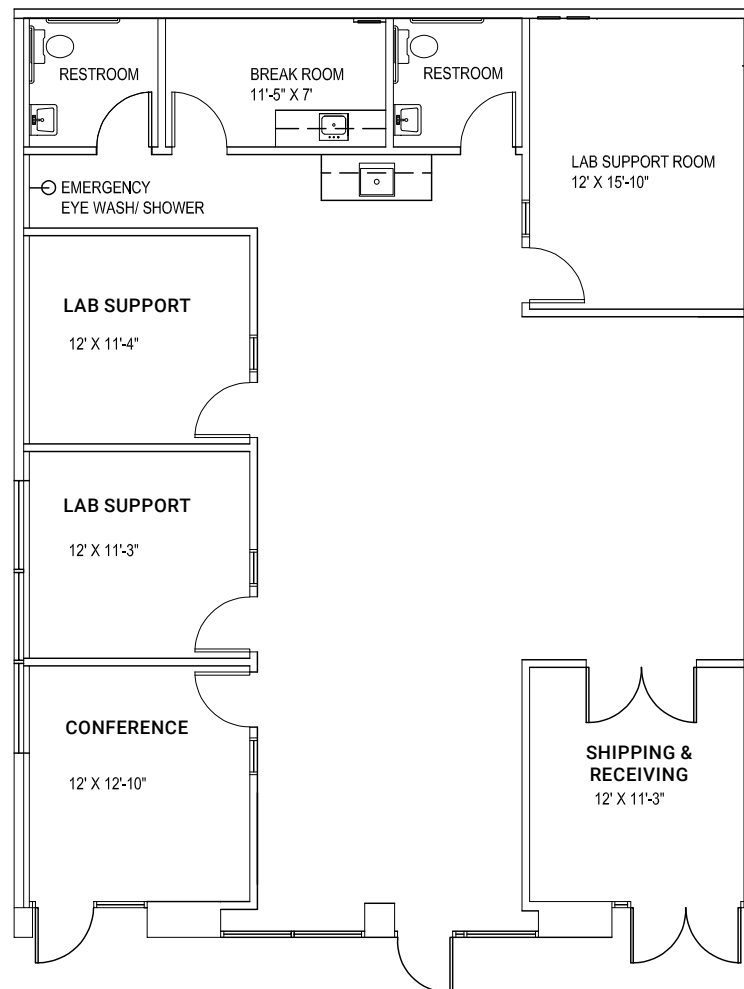 RESTROOM
BREAK ROOM
11'-5" X 7'
RESTROOM
LAB SUPPORT ROOM
12' X 15'-10"
EMERGENCY
EYE WASH/ SHOWER
LAB SUPPORT
12' X 11'-4"
LAB SUPPORT
12' X 11'-3"
CONFERENCE
12' X 12'-10"
SHIPPING &
RECEIVING
12' X 11'-3"